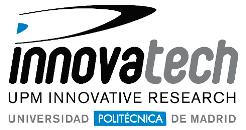 innovatech
UPM INNOVATIVE RESEARCH
UNIVERSIDAD POLITÉCNICA DE MADRID